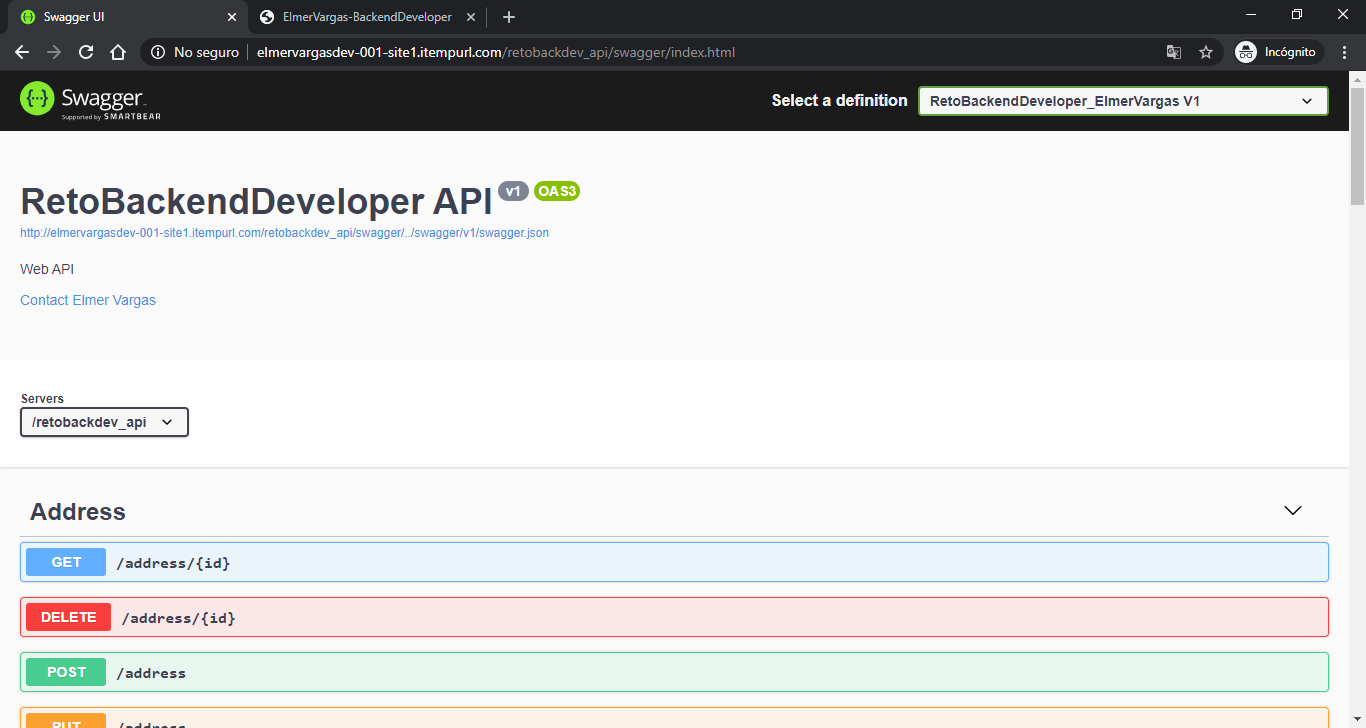 Swagger UI
ElmerVargas-BackendDeveloper
No seguro
elmervargasdev-001-site1.itempurl.com/retobackdev_api/swagger/index.html
Incógnito
Swagger
Supported by SMARTBEAR
Select a definition
RetoBackendDeveloper_ElmerVargas V1
RetoBackendDeveloper API v1 OAS3
http://elmervargasdev-001-site1.itempurl.com/retobackdev_api/swagger/../swagger/v1/swagger.json
Web API
Contact Elmer Vargas
Servers
/retobackdev_api
Address
GET /address/{id}
DELETE /address/{id}
POST /address
PUT /address